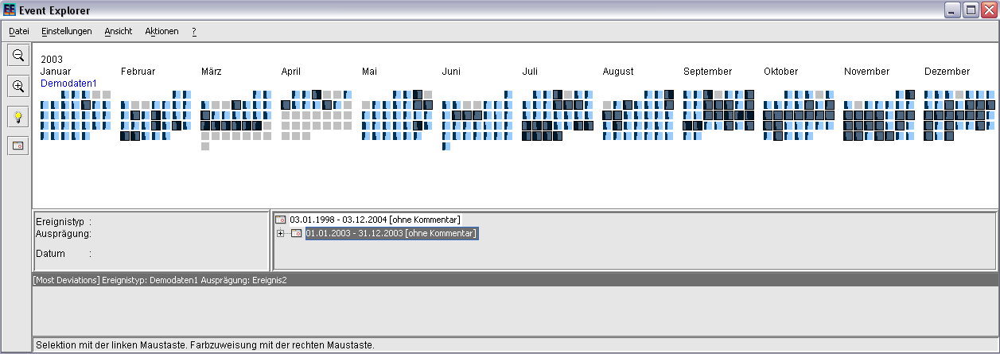 Event Explorer
Datei Einstellungen Ansicht Aktionen ?
2003
Januar Februar März April Mai Juni Juli August September Oktober November Dezember
Demodaten1
Ereignistyp :
Ausprägung:
Datum :
03.01.1998 - 03.12.2004 [ohne Kommentar]
01.01.2003 - 31.12.2003 [ohne Kommentar]
[Most Deviations] Ereignistyp: Demodaten1 Ausprägung: Ereignis2
Selektion mit der linken Maustaste. Farbzuweisung mit der rechten Maustaste.